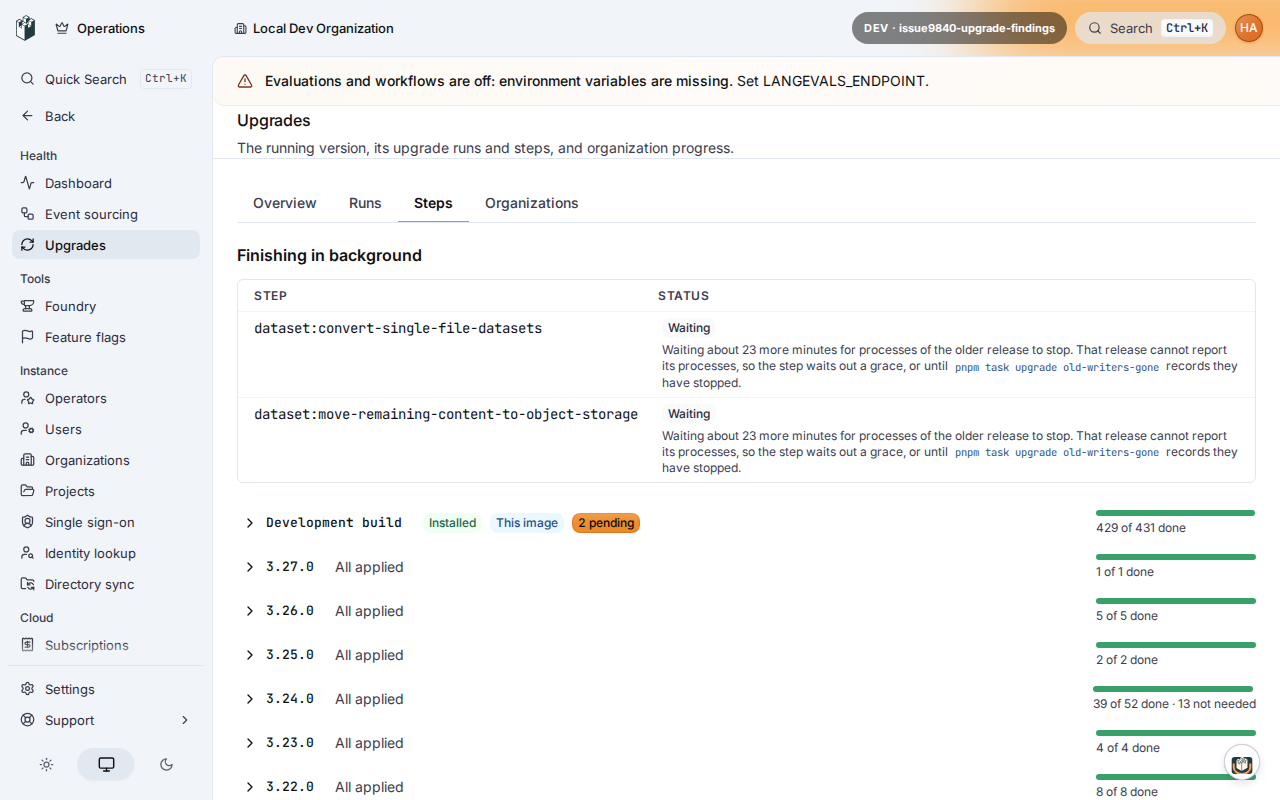 Operations
Local Dev Organization
DEV · issue9840-upgrade-findings
Search Ctrl+K
HA
Quick Search Ctrl+K
Back
Health
Dashboard
Event sourcing
Upgrades
Tools
Foundry
Feature flags
Instance
Operators
Users
Organizations
Projects
Single sign-on
Identity lookup
Directory sync
Cloud
Subscriptions
Settings
Support
Evaluations and workflows are off: environment variables are missing. Set LANGEVALS_ENDPOINT.
Upgrades
The running version, its upgrade runs and steps, and organization progress.
Overview Runs Steps Organizations
Finishing in background
STEP STATUS
dataset:convert-single-file-datasets Waiting
Waiting about 23 more minutes for processes of the older release to stop. That release cannot report
its processes, so the step waits out a grace, or until pnpm task upgrade old-writers-gone records they
have stopped.
dataset:move-remaining-content-to-object-storage Waiting
Waiting about 23 more minutes for processes of the older release to stop. That release cannot report
its processes, so the step waits out a grace, or until pnpm task upgrade old-writers-gone records they
have stopped.
Development build Installed This image 2 pending
429 of 431 done
3.27.0 All applied
1 of 1 done
3.26.0 All applied
5 of 5 done
3.25.0 All applied
2 of 2 done
3.24.0 All applied
39 of 52 done · 13 not needed
3.23.0 All applied
4 of 4 done
3.22.0 All applied
8 of 8 done